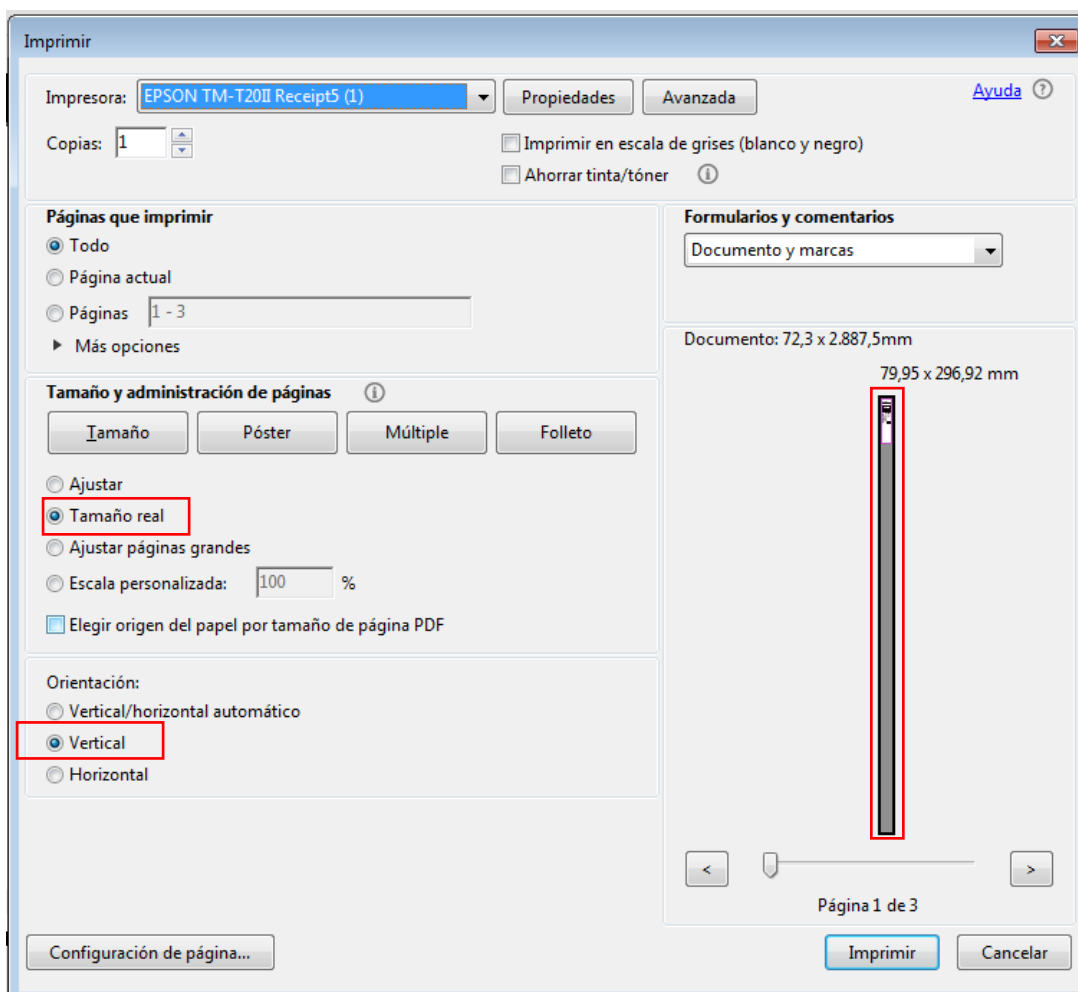 Imprimir
Impresora: EPSON TM-T20II Receipt5 (1) Propiedades Avanzada Ayuda ?
Copias: 1 Imprimir en escala de grises (blanco y negro)
Ahorrar tinta/tóner i
Páginas que imprimir
Todo
Página actual
Páginas 1 - 3
Más opciones
Formularios y comentarios
Documento y marcas
Tamaño y administración de páginas i
Tamaño Póster Múltiple Folleto
Ajustar
Tamaño real
Ajustar páginas grandes
Escala personalizada: 100 %
Elegir origen del papel por tamaño de página PDF
Orientación:
Vertical/horizontal automático
Vertical
Horizontal
Documento: 72,3 x 2.887,5mm
79,95 x 296,92 mm
< >
Página 1 de 3
Configuración de página... Imprimir Cancelar